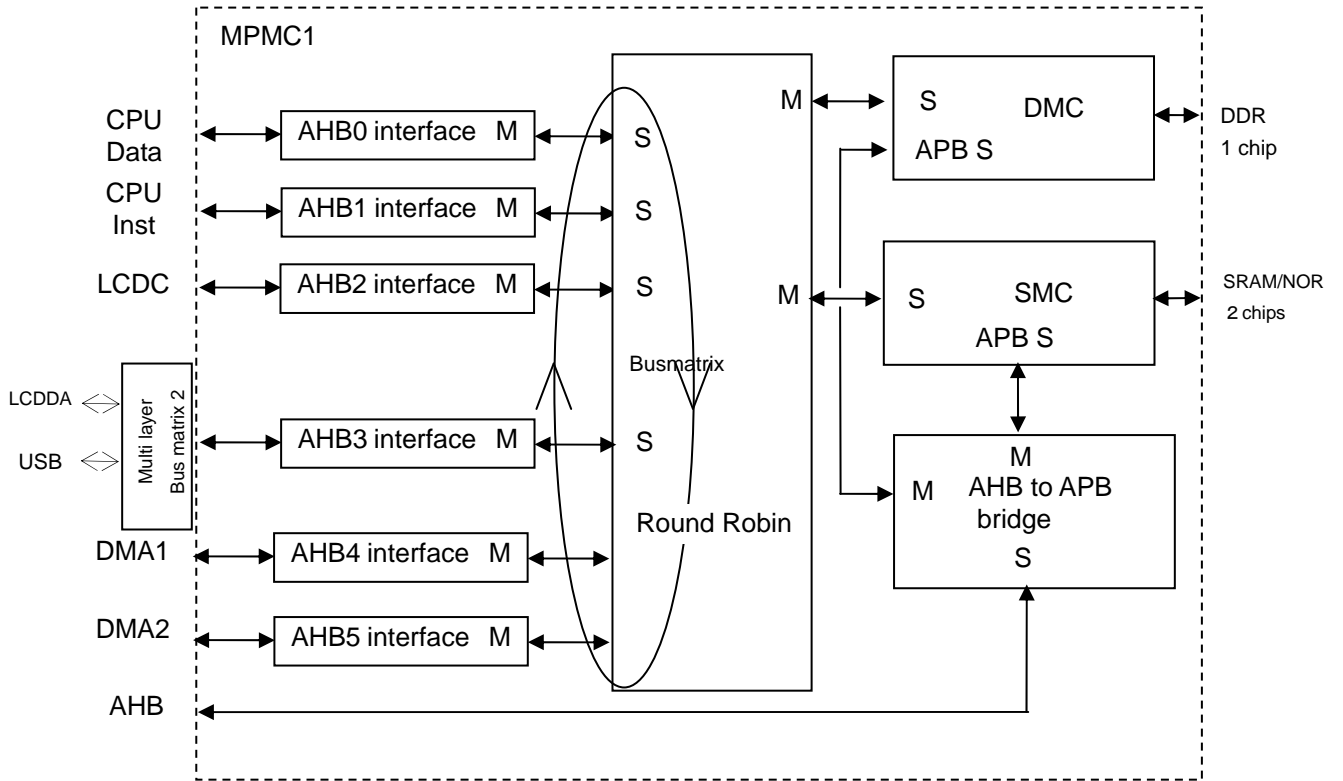 MPMC1
CPU
Data
AHB0 interface M
S
M
S
DMC
APB S
DDR
1 chip
CPU
Inst
AHB1 interface M
S
LCDC
AHB2 interface M
S
M
S
SMC
APB S
SRAM/NOR
2 chips
Busmatrix
LCDDA
USB
Multi layer
Bus matrix 2
AHB3 interface M
S
M
M
AHB to APB
bridge
S
Round Robin
DMA1
AHB4 interface M
DMA2
AHB5 interface M
AHB